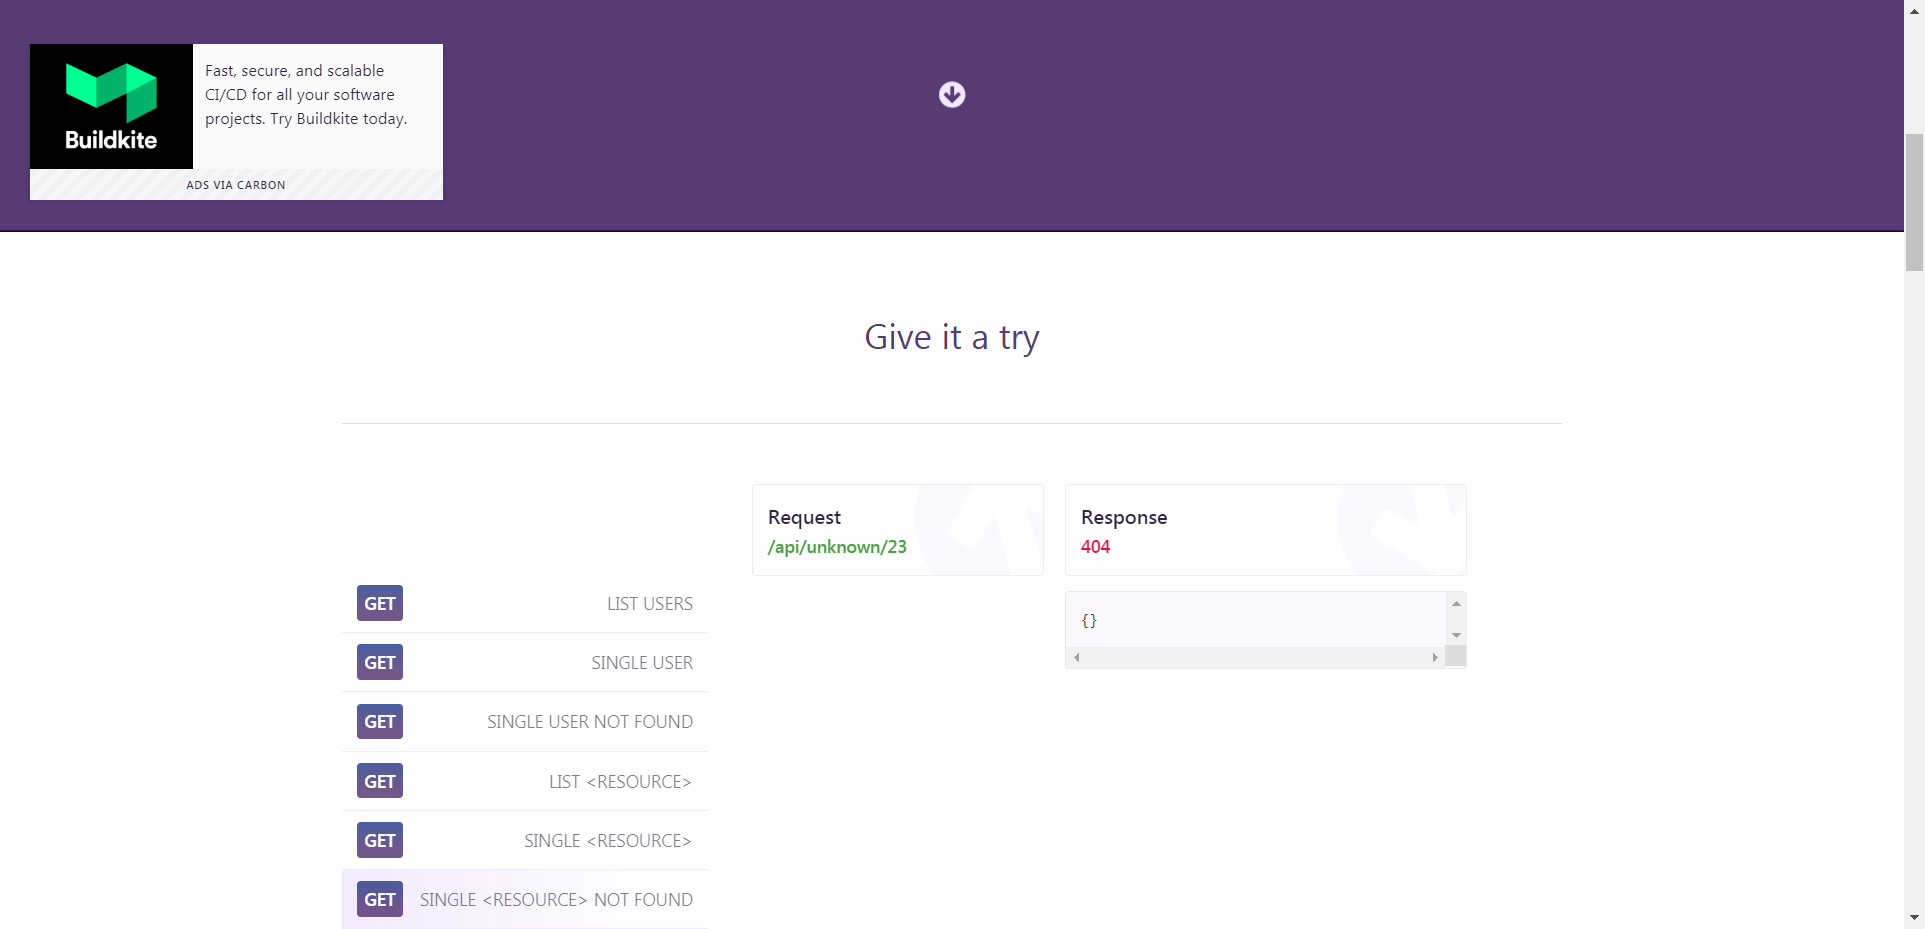 Buildkite
Fast, secure, and scalable
CI/CD for all your software
projects. Try Buildkite today.
ADS VIA CARBON
Give it a try
Request
/api/unknown/23
Response
404
{}
GET LIST USERS
GET SINGLE USER
GET SINGLE USER NOT FOUND
GET LIST <RESOURCE>
GET SINGLE <RESOURCE>
GET SINGLE <RESOURCE> NOT FOUND